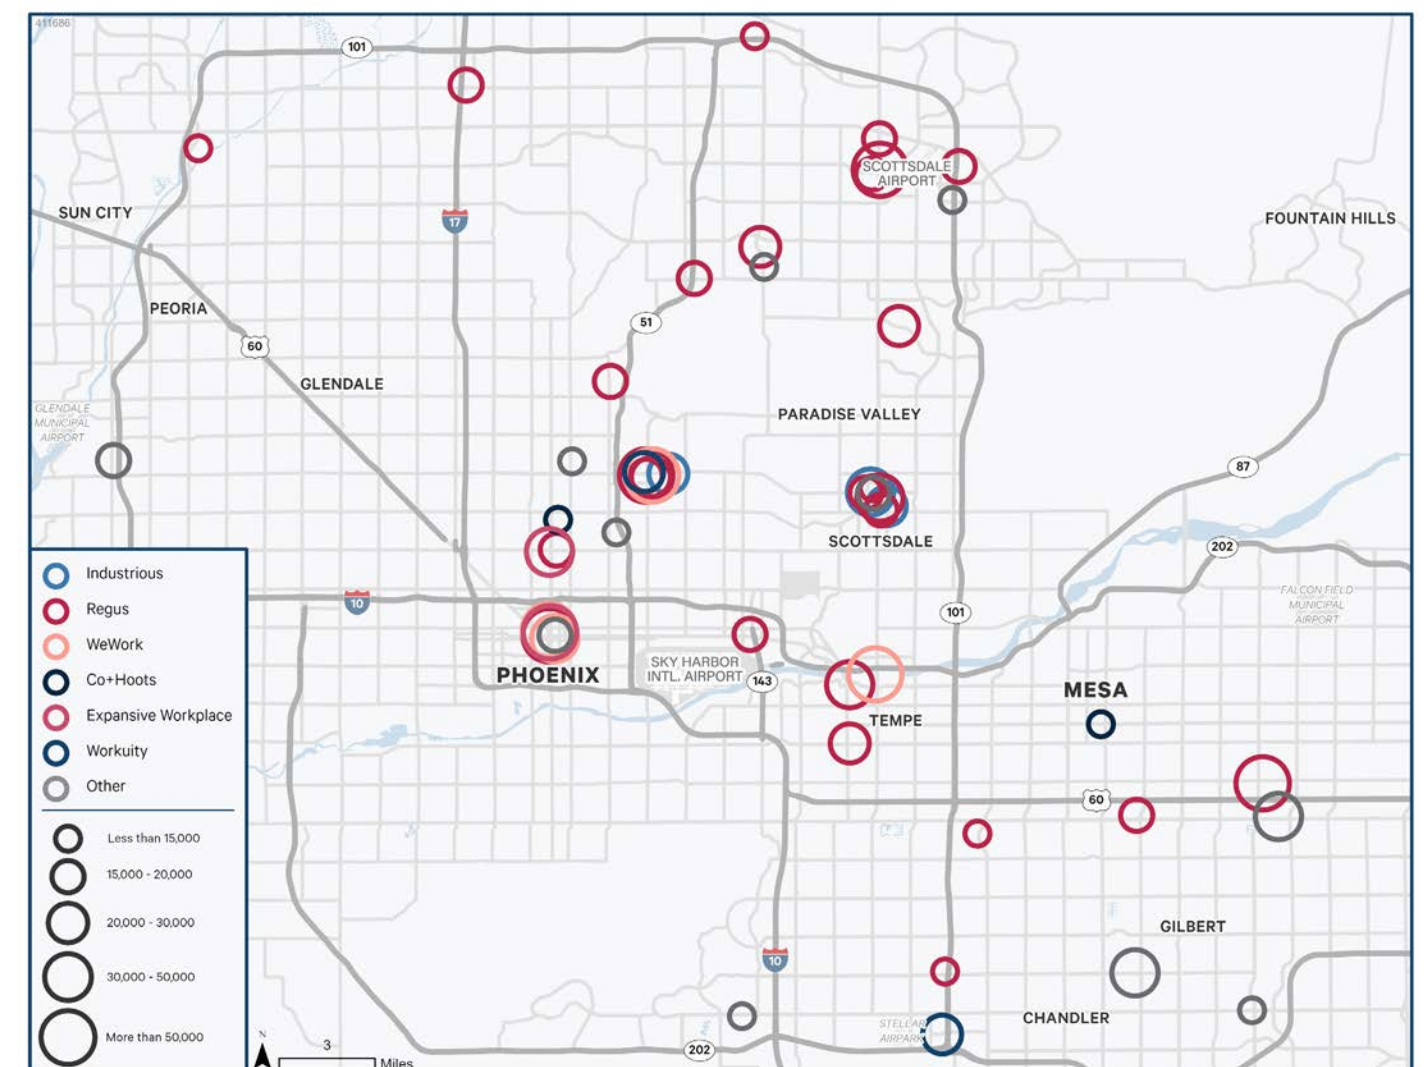 411686
101
17
SCOTTSDALE
AIRPORT
SUN CITY
FOUNTAIN HILLS
PEORIA
51
60
GLENDALE
GLENDALE
MUNICIPAL
AIRPORT
PARADISE VALLEY
87
SCOTTSDALE
202
Industrious
Regus
WeWork
Co+Hoots
Expansive Workplace
Workuity
Other
Less than 15,000
15,000 - 20,000
20,000 - 30,000
30,000 - 50,000
More than 50,000
10
FALCON FIELD
MUNICIPAL
AIRPORT
101
PHOENIX
SKY HARBOR
INTL. AIRPORT
143
MESA
TEMPE
60
GILBERT
10
CHANDLER
STELLAR
AIRPARK
202
N
3
Miles